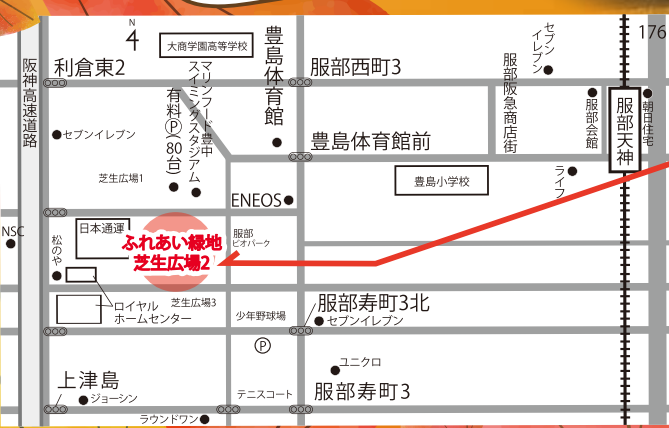 N
4
176
大商学園高等学校
豊島体育館
セブン
イレブン
阪神高速道路
利倉東2
服部西町3
マリンフード豊中
スイミングスタジアム
有料Ⓟ(80台)
服部阪急商店街
服部会館
服部天神
朝日住宅
セブンイレブン
豊島体育館前
芝生広場1
豊島小学校
ライフ
ENEOS
NSC
松のや
日本通運
ふれあい緑地
芝生広場2
服部
ビオパーク
ロイヤル
ホームセンター
芝生広場3
少年野球場
服部寿町3北
セブンイレブン
Ⓟ
ユニクロ
上津島
ジョーシン
テニスコート
服部寿町3
ラウンドワン